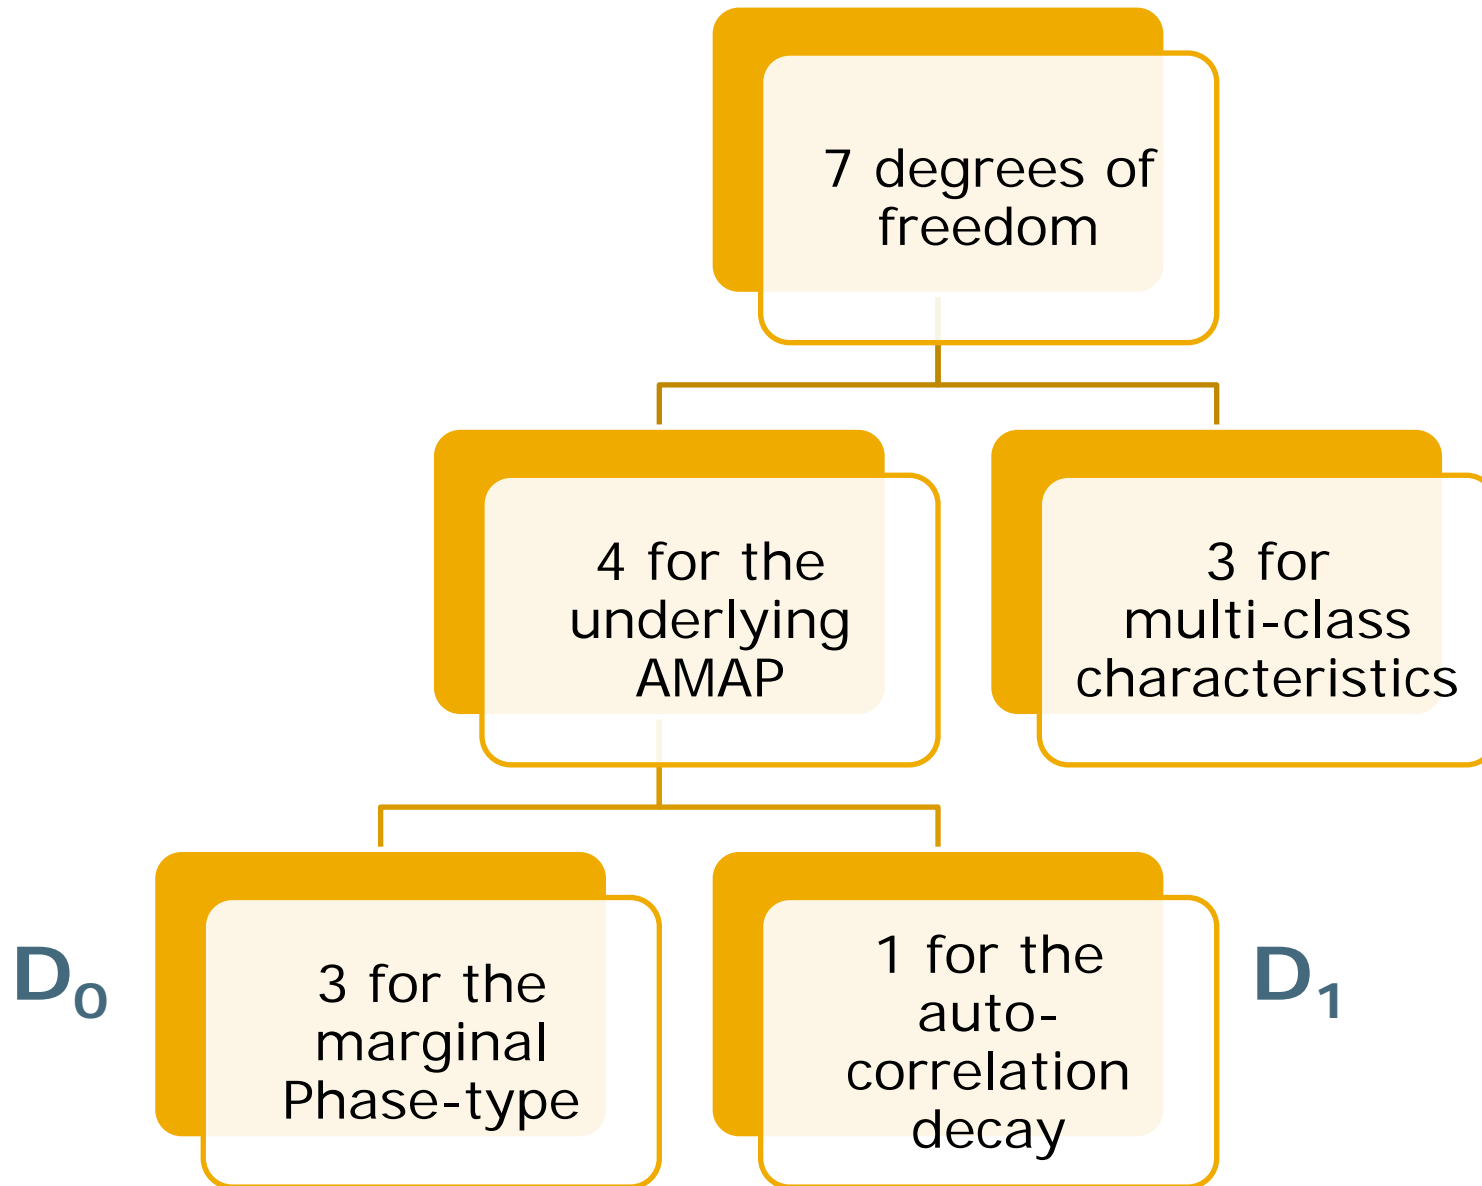 7 degrees of
freedom
4 for the
underlying
AMAP
3 for
multi-class
characteristics
D₀
3 for the
marginal
Phase-type
1 for the
auto-
correlation
decay
D₁